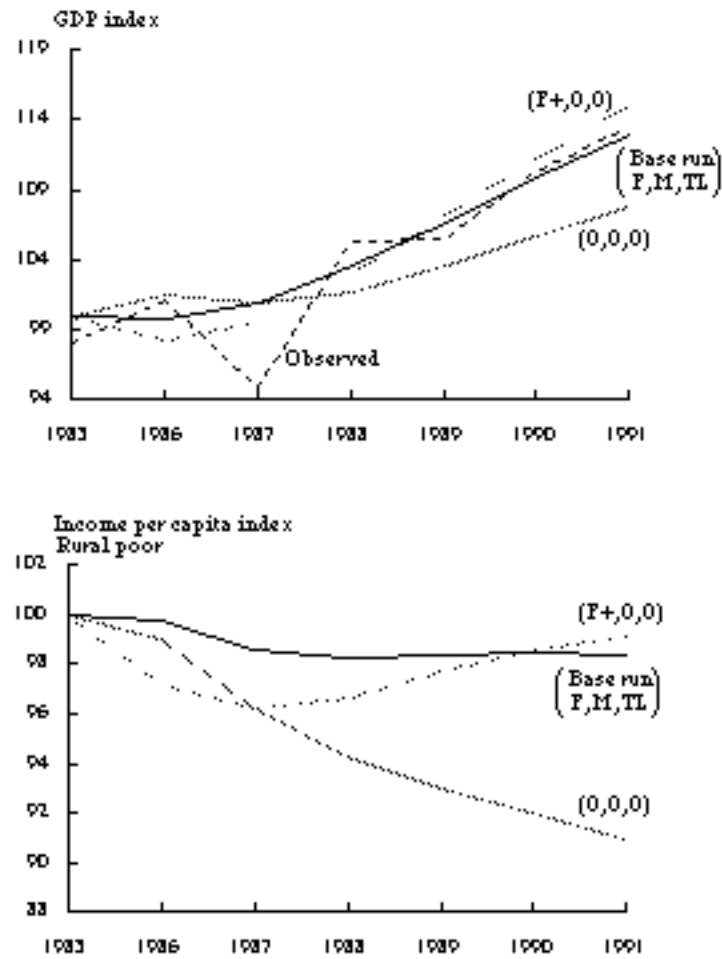 GDP index
119
114
109
104
99
94
(F+,0,0)
(Base run
F,M,TL)
(0,0,0)
Observed
1985 1986 1987 1988 1989 1990 1991
Income per capita index
Rural poor
102
100
98
96
94
92
90
88
(F+,0,0)
(Base run
F,M,TL)
(0,0,0)
1985 1986 1987 1988 1989 1990 1991